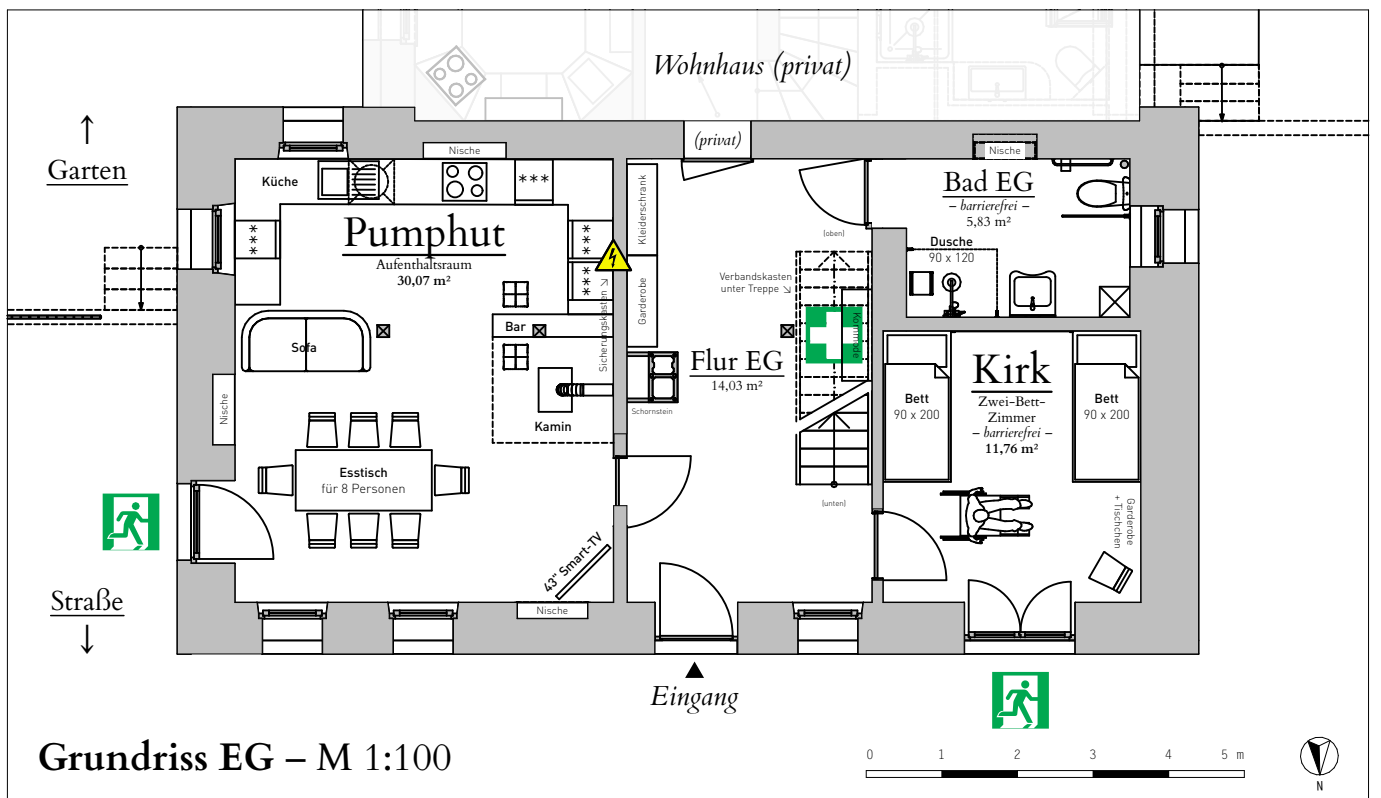 Wohnhaus (privat)
(privat)
↑
Garten
Nische
Nische
Küche
***
***
***
***
Pumphut
Aufenthaltsraum
30,07 m²
Kleiderschrank
Garderobe
Sicherungskasten ↗
Bar
Sofa
Nische
Kamin
Schornstein
Esstisch
für 8 Personen
43" Smart-TV
Nische
Flur EG
14,03 m²
(oben)
Verbandskasten
unter Treppe ↘
Kommode
(unten)
Bad EG
– barrierefrei –
5,83 m²
Dusche
90 x 120
Kirk
Zwei-Bett-
Zimmer
– barrierefrei –
11,76 m²
Bett
90 x 200
Bett
90 x 200
Garderobe
+ Tischchen
Straße
↓
Eingang
Grundriss EG – M 1:100
0 1 2 3 4 5 m
N